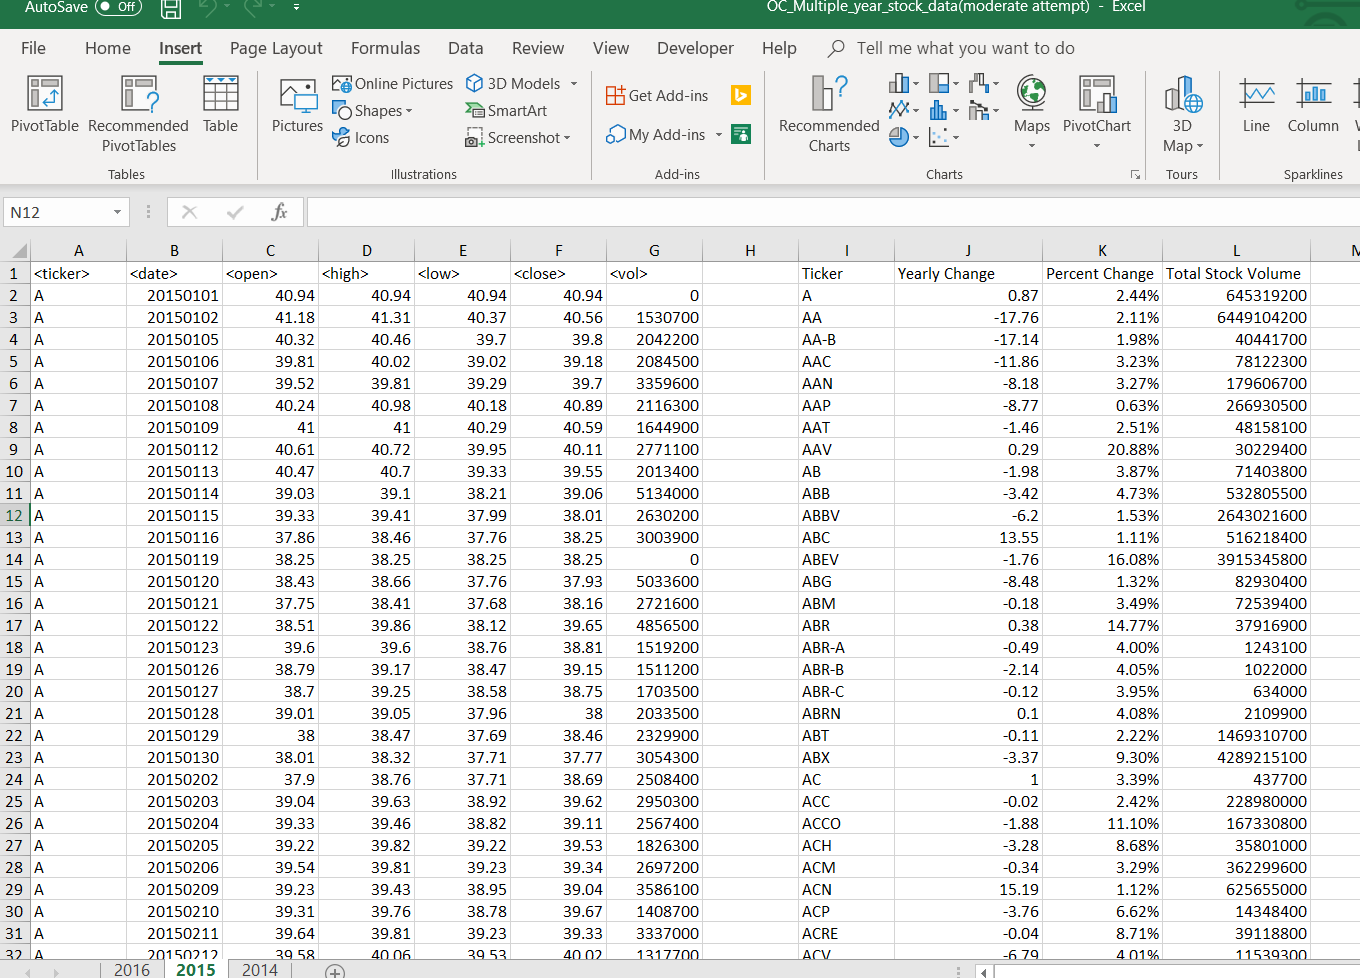 AutoSave Off OC_Multiple_year_stock_data(moderate attempt) - Excel
File Home Insert Page Layout Formulas Data Review View Developer Help Tell me what you want to do
PivotTable Recommended PivotTables Table Pictures Online Pictures Shapes Icons 3D Models SmartArt Screenshot Get Add-ins My Add-ins Recommended Charts Maps PivotChart 3D Map Line Column
Tables Illustrations Add-ins Charts Tours Sparklines
N12 fx
A B C D E F G H I J K L
1 <ticker> <date> <open> <high> <low> <close> <vol> Ticker Yearly Change Percent Change Total Stock Volume
2 A 20150101 40.94 40.94 40.94 40.94 0 A 0.87 2.44% 645319200
3 A 20150102 41.18 41.31 40.37 40.56 1530700 AA -17.76 2.11% 6449104200
4 A 20150105 40.32 40.46 39.7 39.8 2042200 AA-B -17.14 1.98% 40441700
5 A 20150106 39.81 40.02 39.02 39.18 2084500 AAC -11.86 3.23% 78122300
6 A 20150107 39.52 39.81 39.29 39.7 3359600 AAN -8.18 3.27% 179606700
7 A 20150108 40.24 40.98 40.18 40.89 2116300 AAP -8.77 0.63% 266930500
8 A 20150109 41 41 40.29 40.59 1644900 AAT -1.46 2.51% 48158100
9 A 20150112 40.61 40.72 39.95 40.11 2771100 AAV 0.29 20.88% 30229400
10 A 20150113 40.47 40.7 39.33 39.55 2013400 AB -1.98 3.87% 71403800
11 A 20150114 39.03 39.1 38.21 39.06 5134000 ABB -3.42 4.73% 532805500
12 A 20150115 39.33 39.41 37.99 38.01 2630200 ABBV -6.2 1.53% 2643021600
13 A 20150116 37.86 38.46 37.76 38.25 3003900 ABC 13.55 1.11% 516218400
14 A 20150119 38.25 38.25 38.25 38.25 0 ABEV -1.76 16.08% 3915345800
15 A 20150120 38.43 38.66 37.76 37.93 5033600 ABG -8.48 1.32% 82930400
16 A 20150121 37.75 38.41 37.68 38.16 2721600 ABM -0.18 3.49% 72539400
17 A 20150122 38.51 39.86 38.12 39.65 4856500 ABR 0.38 14.77% 37916900
18 A 20150123 39.6 39.6 38.76 38.81 1519200 ABR-A -0.49 4.00% 1243100
19 A 20150126 38.79 39.17 38.47 39.15 1511200 ABR-B -2.14 4.05% 1022000
20 A 20150127 38.7 39.25 38.58 38.75 1703500 ABR-C -0.12 3.95% 634000
21 A 20150128 39.01 39.05 37.96 38 2033500 ABRN 0.1 4.08% 2109900
22 A 20150129 38 38.47 37.69 38.46 2329900 ABT -0.11 2.22% 1469310700
23 A 20150130 38.01 38.32 37.71 37.77 3054300 ABX -3.37 9.30% 4289215100
24 A 20150202 37.9 38.76 37.71 38.69 2508400 AC 1 3.39% 437700
25 A 20150203 39.04 39.63 38.92 39.62 2950300 ACC -0.02 2.42% 228980000
26 A 20150204 39.33 39.46 38.82 39.11 2567400 ACCO -1.88 11.10% 167330800
27 A 20150205 39.22 39.82 39.22 39.53 1826300 ACH -3.28 8.68% 35801000
28 A 20150206 39.54 39.81 39.23 39.34 2697200 ACM -0.34 3.29% 362299600
29 A 20150209 39.23 39.43 38.95 39.04 3586100 ACN 15.19 1.12% 625655000
30 A 20150210 39.31 39.76 38.78 39.67 1408700 ACP -3.76 6.62% 14348400
31 A 20150211 39.64 39.81 39.23 39.33 3337000 ACRE -0.04 8.71% 39118800
32 A 20150212 39.58 40.06 39.53 40.02 1317700 ACV -6.79 4.01% 11539300
2016 2015 2014